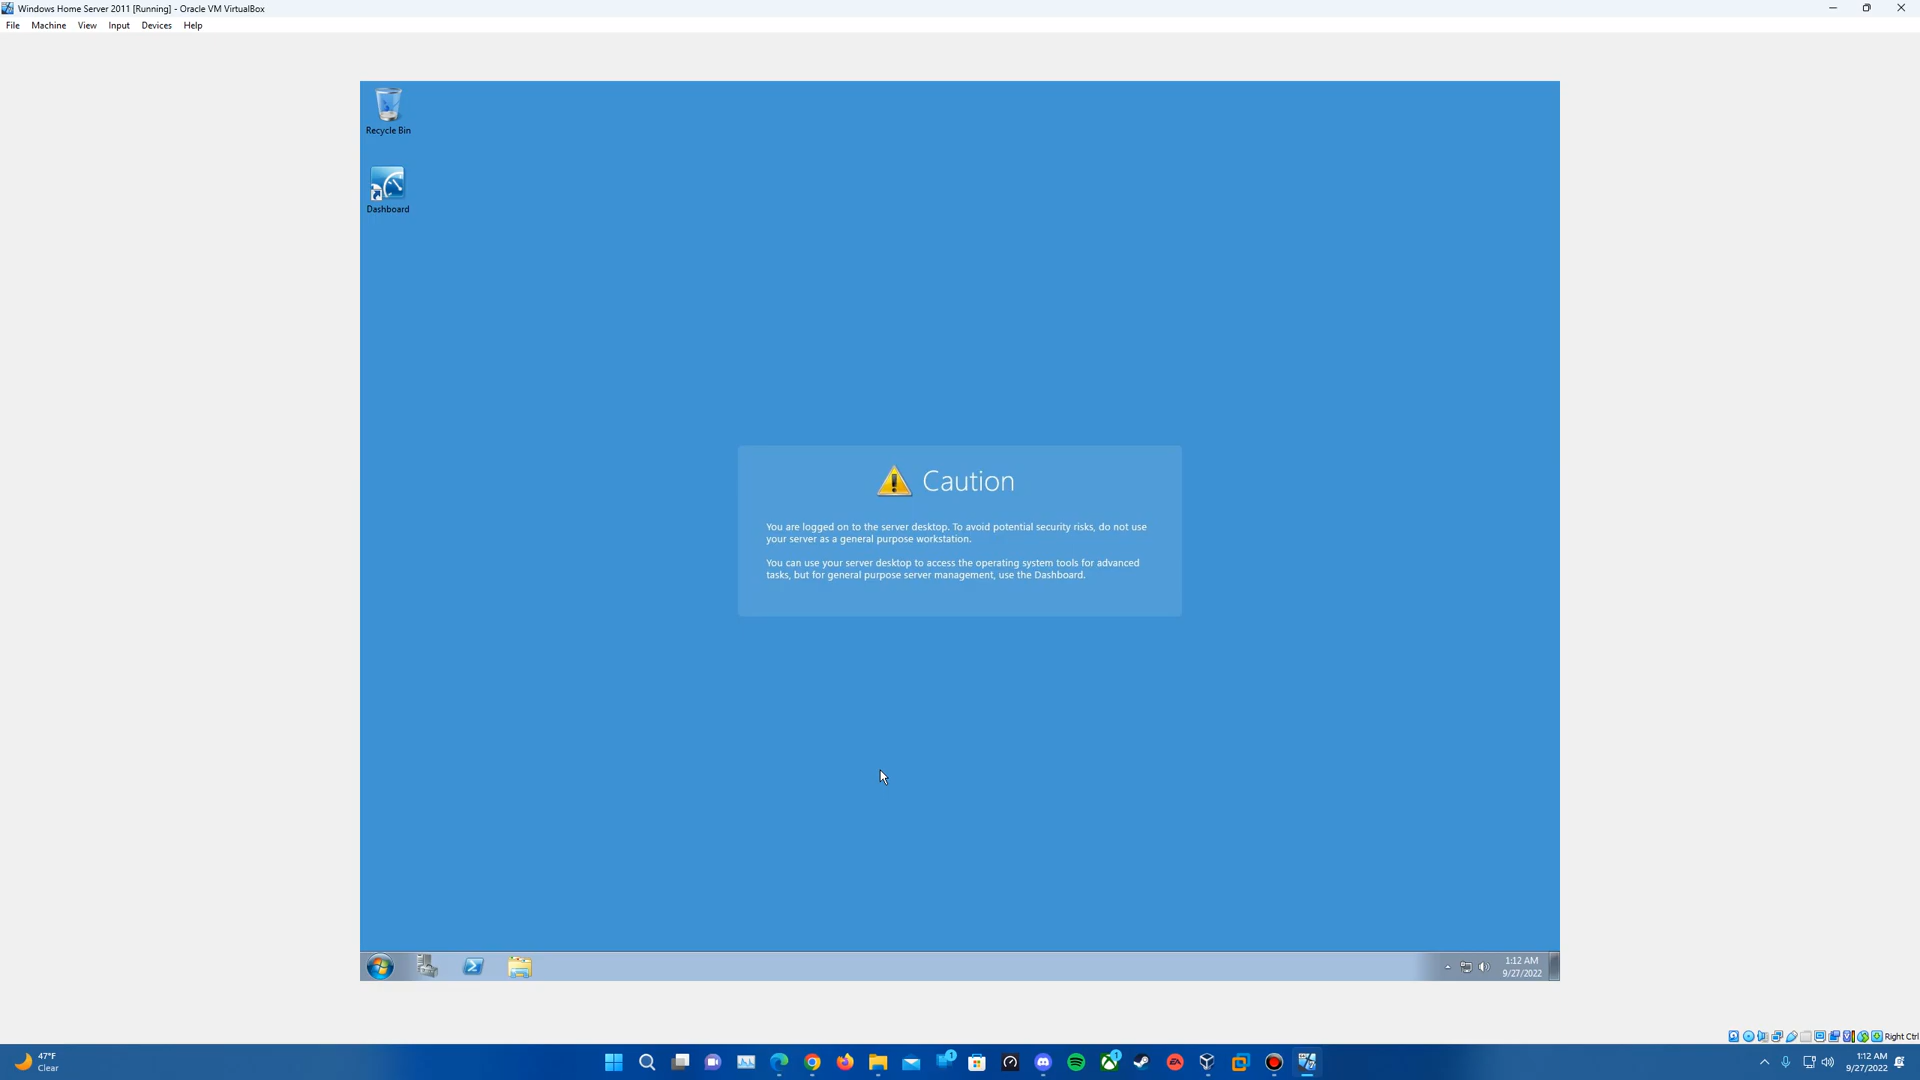 Windows Home Server 2011 [Running] - Oracle VM VirtualBox
File Machine View Input Devices Help
Recycle Bin
Dashboard
Caution
You are logged on to the server desktop. To avoid potential security risks, do not use
your server as a general purpose workstation.
You can use your server desktop to access the operating system tools for advanced
tasks, but for general purpose server management, use the Dashboard.
1:12 AM
9/27/2022
Right Ctrl
47°F
Clear
1
1
1:12 AM
9/27/2022